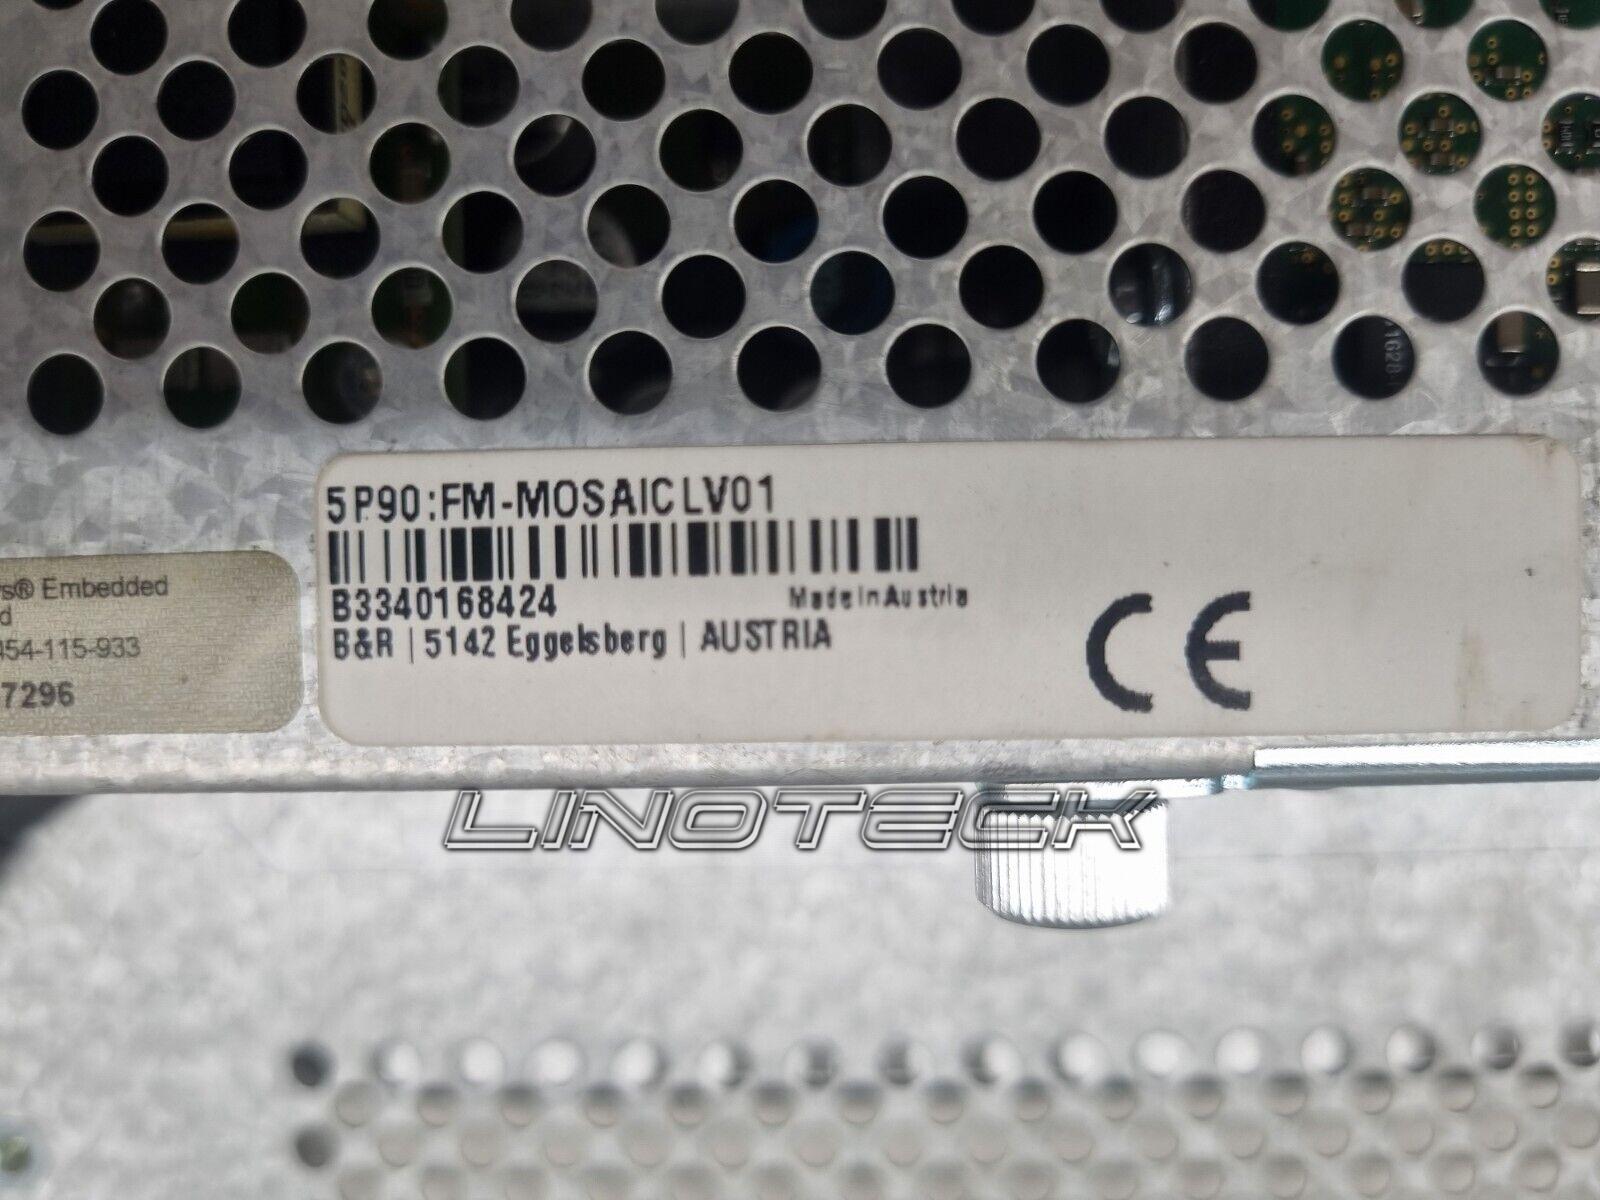 1628-
5P90:FM-MOSAICLV01
B3340168424
Made in Austria
B&R | 5142 Eggelsberg | AUSTRIA
CE
s® Embedded
d
454-115-933
7296
LINOTECK